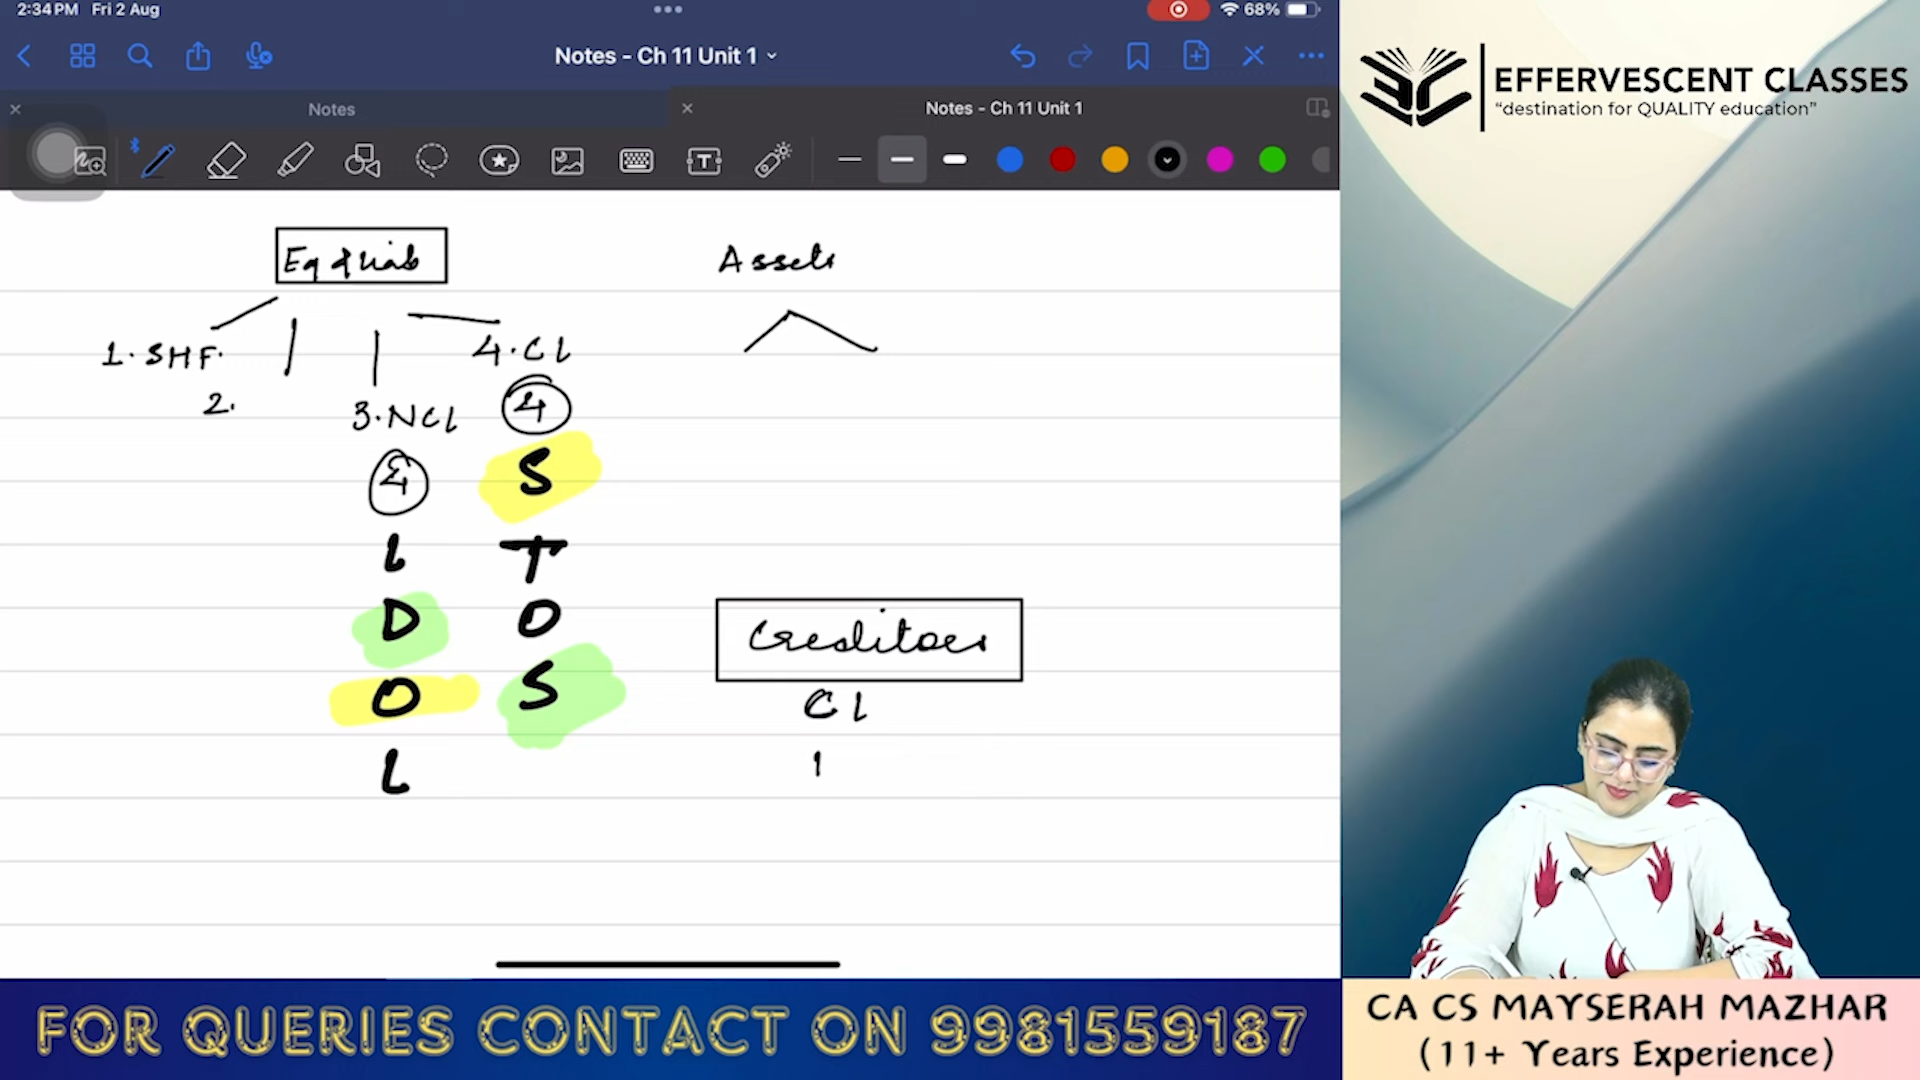 2:34 PM Fri 2 Aug
68%
Notes - Ch 11 Unit 1
Notes
Notes - Ch 11 Unit 1
EFFERVESCENT CLASSES
"destination for QUALITY education"
Eq & Liab
Assets
1. SHF.
2.
3. NCL
4. CL
4
4
S
L
T
D
O
O
S
L
Creditors
CL
1
FOR QUERIES CONTACT ON 9981559187
CA CS MAYSERAH MAZHAR
(11+ Years Experience)